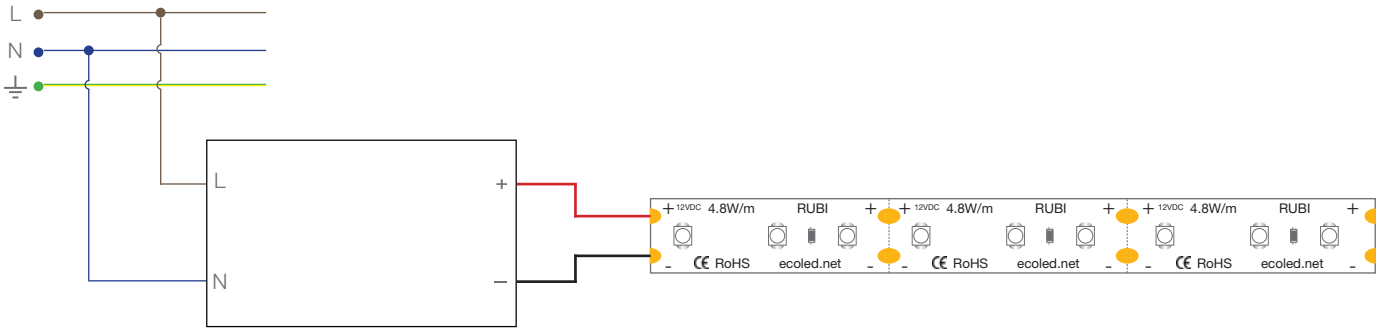 L
N
L
N
+
−
+ 12VDC 4.8W/m RUBI +
- CE RoHS ecoled.net -
+ 12VDC 4.8W/m RUBI +
- CE RoHS ecoled.net -
+ 12VDC 4.8W/m RUBI +
- CE RoHS ecoled.net -